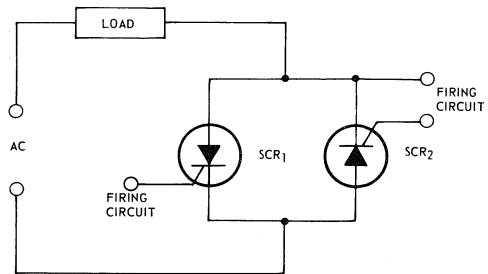 LOAD
FIRING
CIRCUIT
AC
SCR1
SCR2
FIRING
CIRCUIT